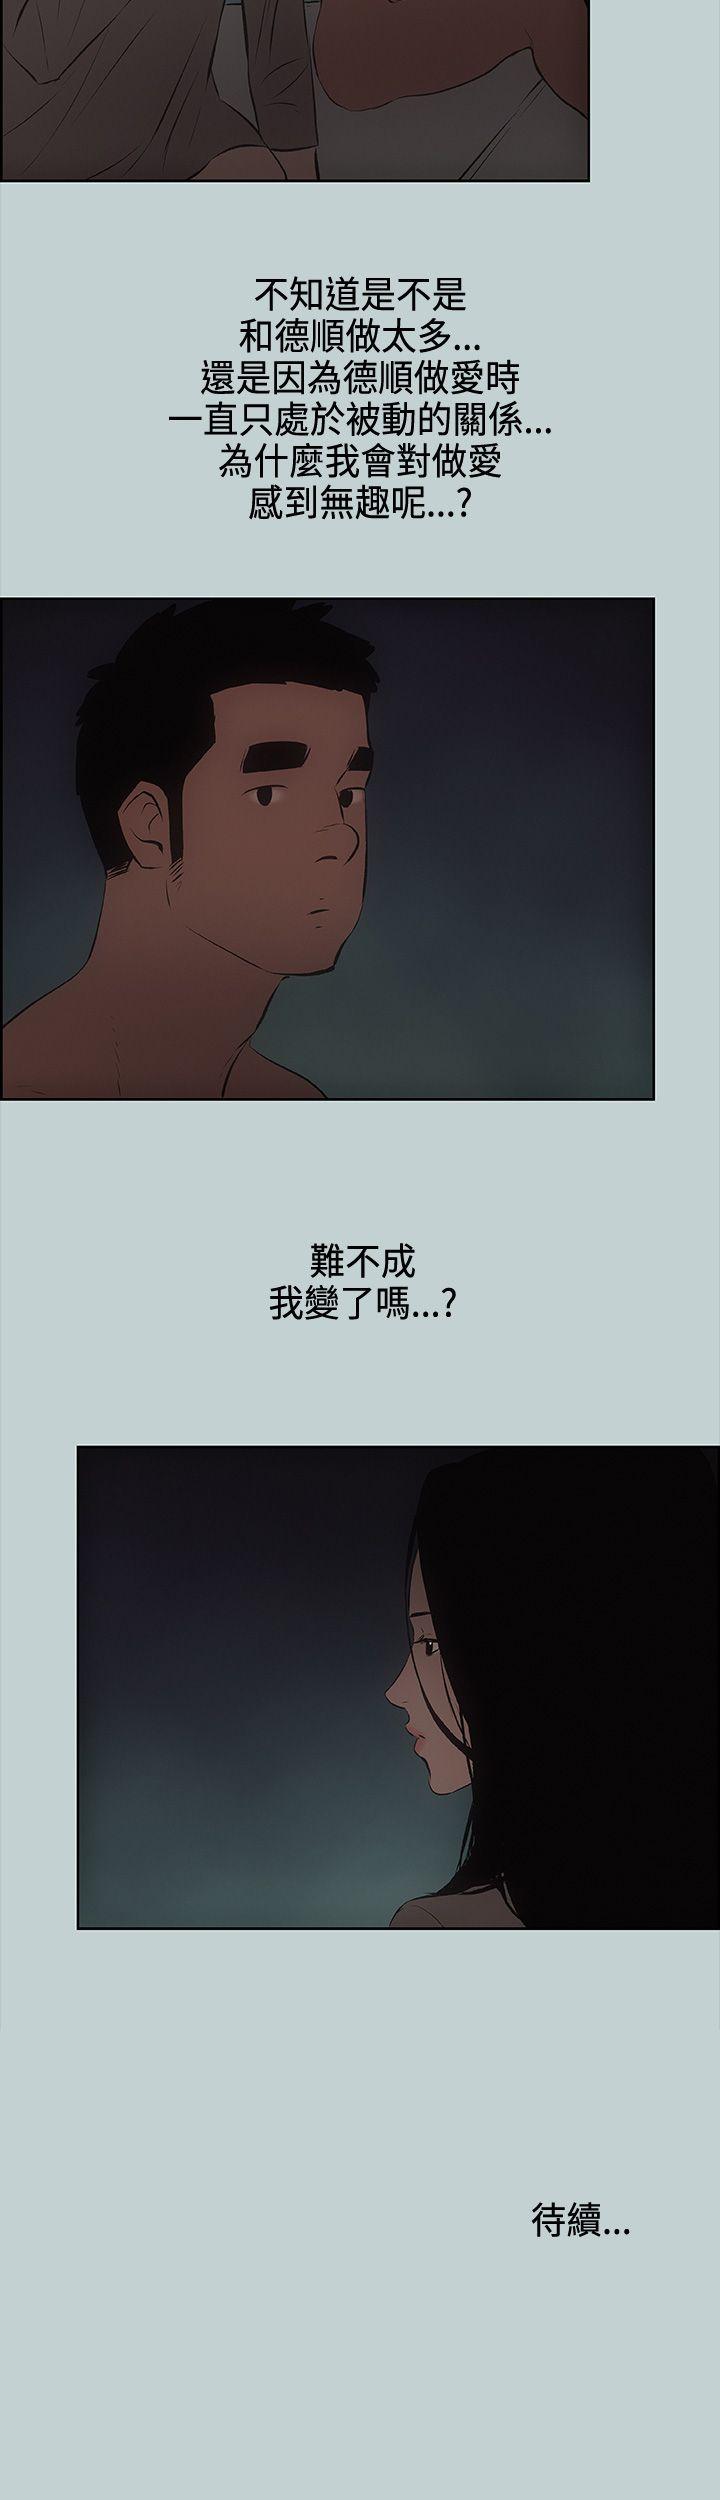 不知道是不是
和德順做太多...
還是因為德順做愛時
一直只處於被動的關係...
為什麼我會對做愛
感到無趣呢...?
難不成
我變了嗎...?
待續...